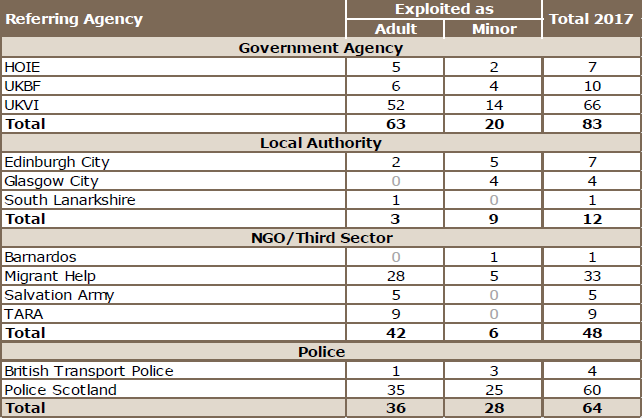 Referring Agency Exploited as Total 2017
Adult Minor
Government Agency
HOIE 5 2 7
UKBF 6 4 10
UKVI 52 14 66
Total 63 20 83
Local Authority
Edinburgh City 2 5 7
Glasgow City 0 4 4
South Lanarkshire 1 0 1
Total 3 9 12
NGO/Third Sector
Barnardos 0 1 1
Migrant Help 28 5 33
Salvation Army 5 0 5
TARA 9 0 9
Total 42 6 48
Police
British Transport Police 1 3 4
Police Scotland 35 25 60
Total 36 28 64